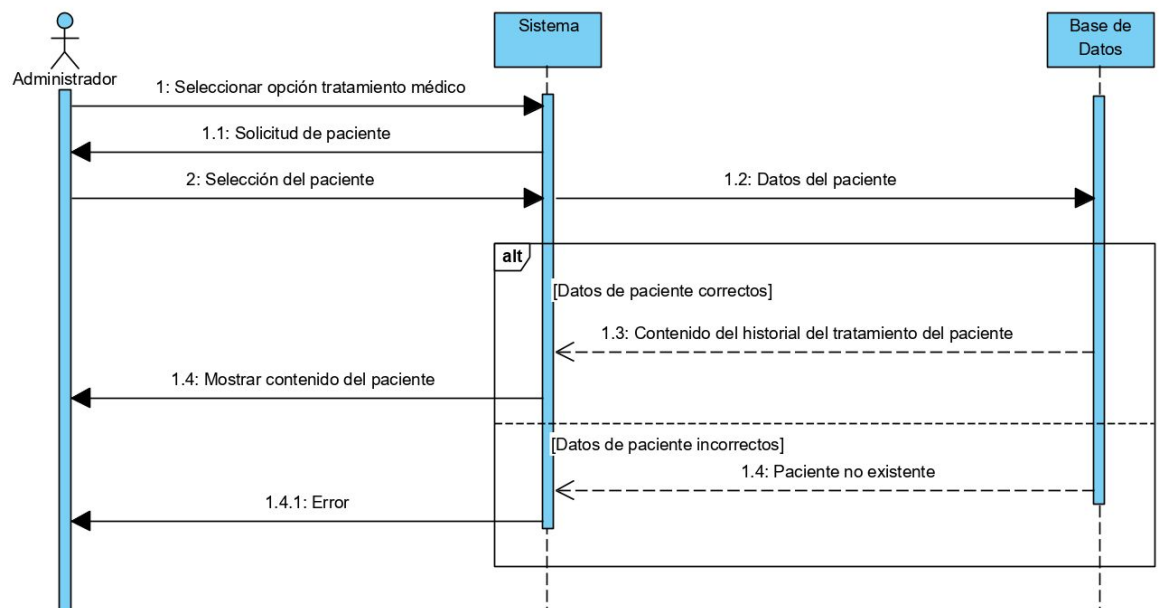 Sistema
Base de
Datos
Administrador
1: Seleccionar opción tratamiento médico
1.1: Solicitud de paciente
2: Selección del paciente
1.2: Datos del paciente
alt
[Datos de paciente correctos]
1.3: Contenido del historial del tratamiento del paciente
1.4: Mostrar contenido del paciente
[Datos de paciente incorrectos]
1.4: Paciente no existente
1.4.1: Error